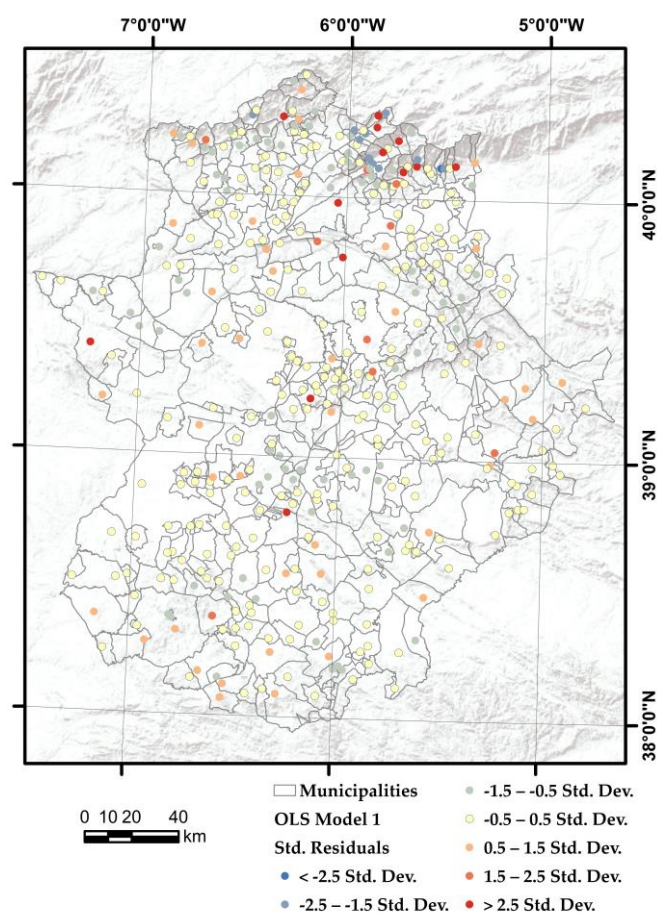 7°0'0"W 6°0'0"W 5°0'0"W
40°0'0"N
39°0'0"N
38°0'0"N
0 10 20 40
km
Municipalities
OLS Model 1
Std. Residuals
< -2.5 Std. Dev.
-2.5 – -1.5 Std. Dev.
-1.5 – -0.5 Std. Dev.
-0.5 – 0.5 Std. Dev.
0.5 – 1.5 Std. Dev.
1.5 – 2.5 Std. Dev.
> 2.5 Std. Dev.